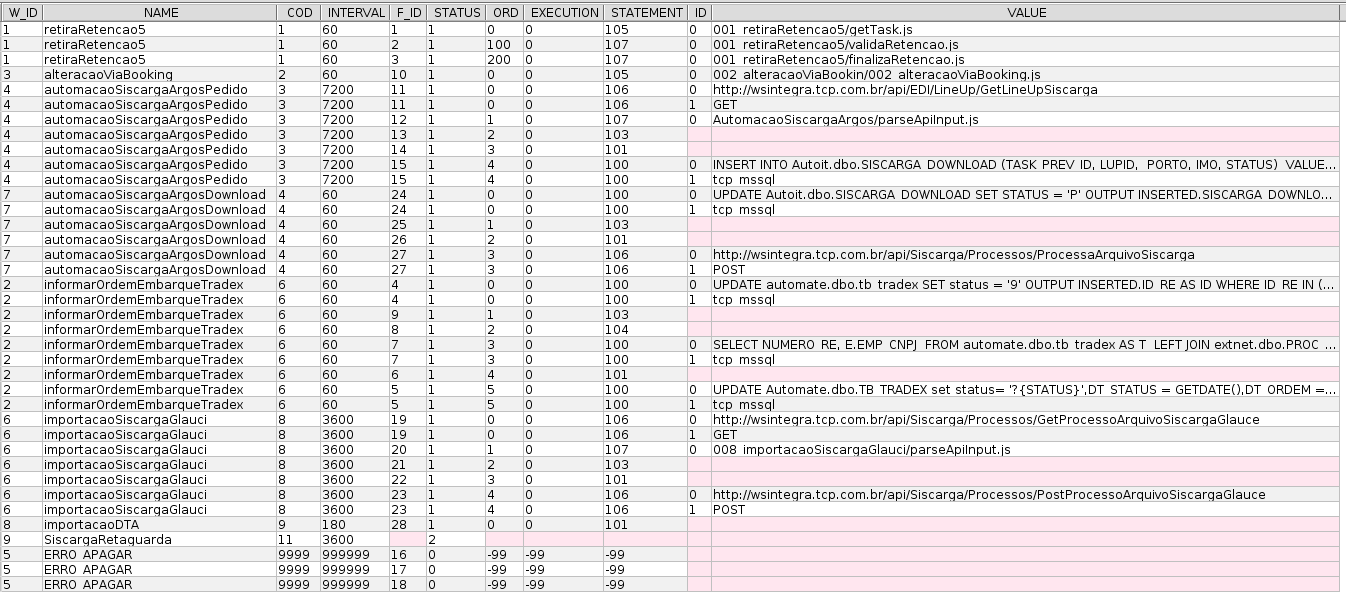 W_ID NAME COD INTERVAL F_ID STATUS ORD EXECUTION STATEMENT ID VALUE
1 retiraRetencao5 1 60 1 1 0 0 105 0 001_retiraRetencao5/getTask.js
1 retiraRetencao5 1 60 2 1 100 0 107 0 001_retiraRetencao5/validaRetencao.js
1 retiraRetencao5 1 60 3 1 200 0 107 0 001_retiraRetencao5/finalizaRetencao.js
3 alteracaoViaBooking 2 60 10 1 0 0 105 0 002_alteracaoViaBookin/002_alteracaoViaBooking.js
4 automacaoSiscargaArgosPedido 3 7200 11 1 0 0 106 0 http://wsintegra.tcp.com.br/api/EDI/LineUp/GetLineUpSiscarga
4 automacaoSiscargaArgosPedido 3 7200 11 1 0 0 106 1 GET
4 automacaoSiscargaArgosPedido 3 7200 12 1 1 0 107 0 AutomacaoSiscargaArgos/parseApiInput.js
4 automacaoSiscargaArgosPedido 3 7200 13 1 2 0 103
4 automacaoSiscargaArgosPedido 3 7200 14 1 3 0 101
4 automacaoSiscargaArgosPedido 3 7200 15 1 4 0 100 0 INSERT INTO Autoit.dbo.SISCARGA_DOWNLOAD (TASK_PREV_ID, LUPID, PORTO, IMO, STATUS) VALUE...
4 automacaoSiscargaArgosPedido 3 7200 15 1 4 0 100 1 tcp_mssql
7 automacaoSiscargaArgosDownload 4 60 24 1 0 0 100 0 UPDATE Autoit.dbo.SISCARGA_DOWNLOAD SET STATUS = 'P' OUTPUT INSERTED.SISCARGA_DOWNLO...
7 automacaoSiscargaArgosDownload 4 60 24 1 0 0 100 1 tcp_mssql
7 automacaoSiscargaArgosDownload 4 60 25 1 1 0 103
7 automacaoSiscargaArgosDownload 4 60 26 1 2 0 101
7 automacaoSiscargaArgosDownload 4 60 27 1 3 0 106 0 http://wsintegra.tcp.com.br/api/Siscarga/Processos/ProcessaArquivoSiscarga
7 automacaoSiscargaArgosDownload 4 60 27 1 3 0 106 1 POST
2 informarOrdemEmbarqueTradex 6 60 4 1 0 0 100 0 UPDATE automate.dbo.tb_tradex SET status = '9' OUTPUT INSERTED.ID_RE AS ID WHERE ID_RE IN (...
2 informarOrdemEmbarqueTradex 6 60 4 1 0 0 100 1 tcp_mssql
2 informarOrdemEmbarqueTradex 6 60 9 1 1 0 103
2 informarOrdemEmbarqueTradex 6 60 8 1 2 0 104
2 informarOrdemEmbarqueTradex 6 60 7 1 3 0 100 0 SELECT NUMERO_RE, E.EMP_CNPJ FROM automate.dbo.tb_tradex AS T LEFT JOIN extnet.dbo.PROC_...
2 informarOrdemEmbarqueTradex 6 60 7 1 3 0 100 1 tcp_mssql
2 informarOrdemEmbarqueTradex 6 60 6 1 4 0 101
2 informarOrdemEmbarqueTradex 6 60 5 1 5 0 100 0 UPDATE Automate.dbo.TB_TRADEX set status= '?{STATUS}',DT_STATUS = GETDATE(),DT_ORDEM =...
2 informarOrdemEmbarqueTradex 6 60 5 1 5 0 100 1 tcp_mssql
6 importacaoSiscargaGlauci 8 3600 19 1 0 0 106 0 http://wsintegra.tcp.com.br/api/Siscarga/Processos/GetProcessoArquivoSiscargaGlauce
6 importacaoSiscargaGlauci 8 3600 19 1 0 0 106 1 GET
6 importacaoSiscargaGlauci 8 3600 20 1 1 0 107 0 008_importacaoSiscargaGlauci/parseApiInput.js
6 importacaoSiscargaGlauci 8 3600 21 1 2 0 103
6 importacaoSiscargaGlauci 8 3600 22 1 3 0 101
6 importacaoSiscargaGlauci 8 3600 23 1 4 0 106 0 http://wsintegra.tcp.com.br/api/Siscarga/Processos/PostProcessoArquivoSiscargaGlauce
6 importacaoSiscargaGlauci 8 3600 23 1 4 0 106 1 POST
8 importacaoDTA 9 180 28 1 0 0 101
9 SiscargaRetaguarda 11 3600 2
5 ERRO_APAGAR 9999 999999 16 0 -99 -99 -99
5 ERRO_APAGAR 9999 999999 17 0 -99 -99 -99
5 ERRO_APAGAR 9999 999999 18 0 -99 -99 -99